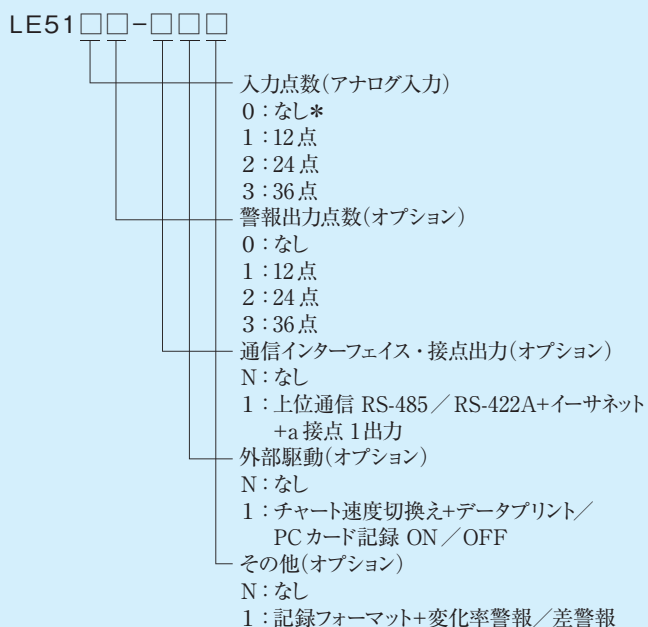 LE51□□-□□□
入力点数(アナログ入力)
0:なし*
1:12点
2:24点
3:36点
警報出力点数(オプション)
0:なし
1:12点
2:24点
3:36点
通信インターフェイス・接点出力(オプション)
N:なし
1:上位通信 RS-485/RS-422A+イーサネット
+a接点 1出力
外部駆動(オプション)
N:なし
1:チャート速度切換え+データプリント/
PCカード記録 ON/OFF
その他(オプション)
N:なし
1:記録フォーマット+変化率警報/差警報